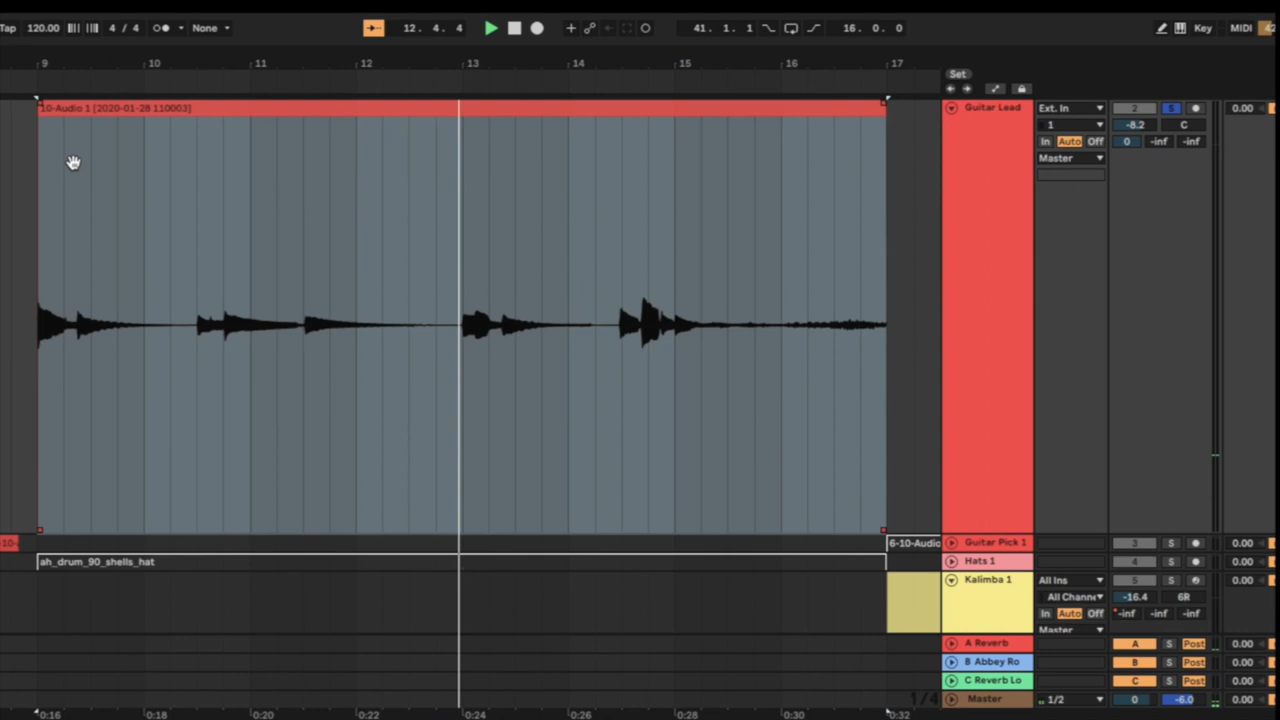 Tap 120.00 4 / 4 None 12. 4. 4 + 41. 1. 1 16. 0. 0 Key MIDI
9 10 11 12 13 14 15 16 17
Set
10-Audio 1 [2020-01-28 110003] Guitar Lead Ext. In 2 S 0.00
1 -8.2 C
In Auto Off 0 -inf -inf
Master
6-10-Audio Guitar Pick 1 3 S 0.00
ah_drum_90_shells_hat Hats 1 4 S 0.00
Kalimba 1 All Ins 5 S 0.00
All Channe -16.4 6R
In Auto Off -inf -inf -inf
Master
A Reverb A S Post 0.00
B Abbey Ro B S Post 0.00
C Reverb Lo C S Post 0.00
1/4 Master 1/2 0 -6.0 0.00
0:16 0:18 0:20 0:22 0:24 0:26 0:28 0:30 0:32